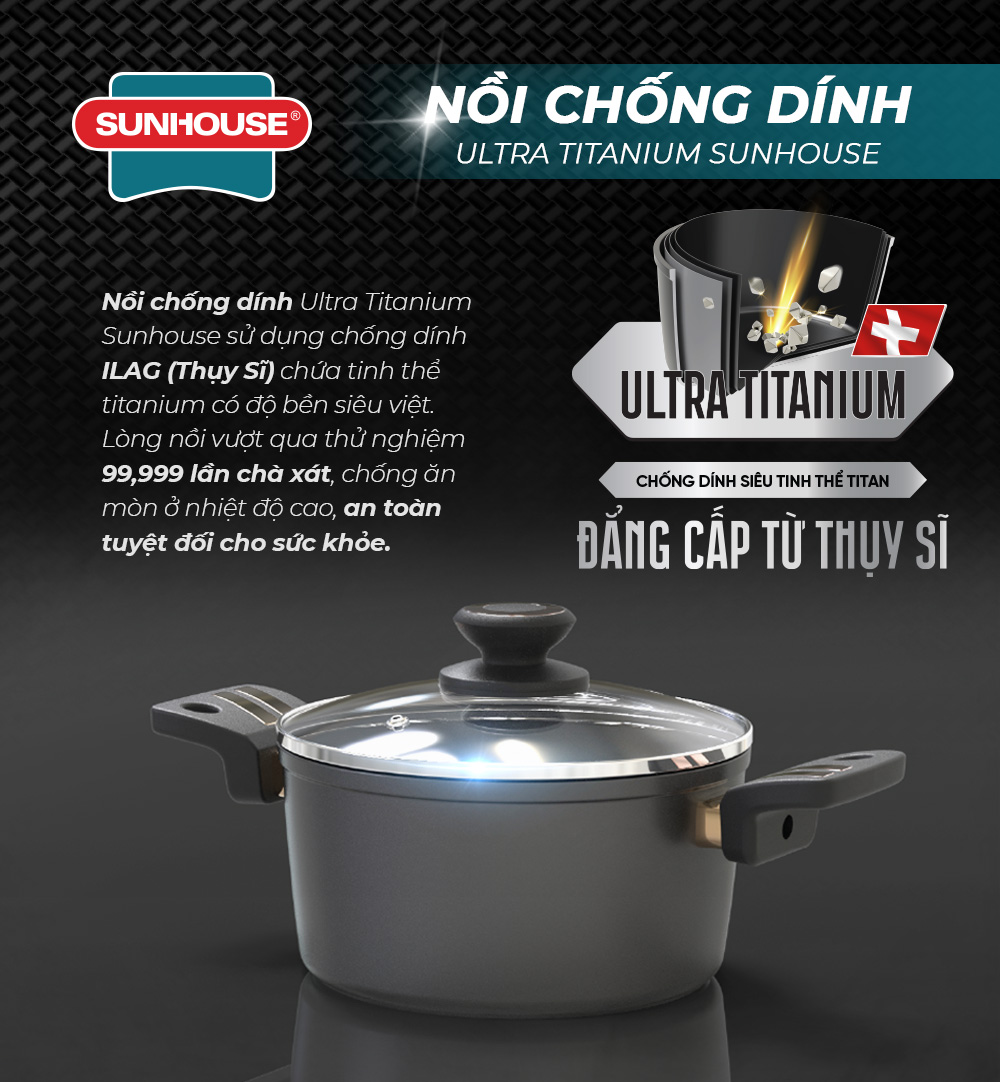 SUNHOUSE®
NỒI CHỐNG DÍNH
ULTRA TITANIUM SUNHOUSE
Nồi chống dính Ultra Titanium
Sunhouse sử dụng chống dính
ILAG (Thụy Sĩ) chứa tinh thể
titanium có độ bền siêu việt.
Lòng nồi vượt qua thử nghiệm
99,999 lần chà xát, chống ăn
mòn ở nhiệt độ cao, an toàn
tuyệt đối cho sức khỏe.
ULTRA TITANIUM
CHỐNG DÍNH SIÊU TINH THỂ TITAN
ĐẲNG CẤP TỪ THỤY SĨ